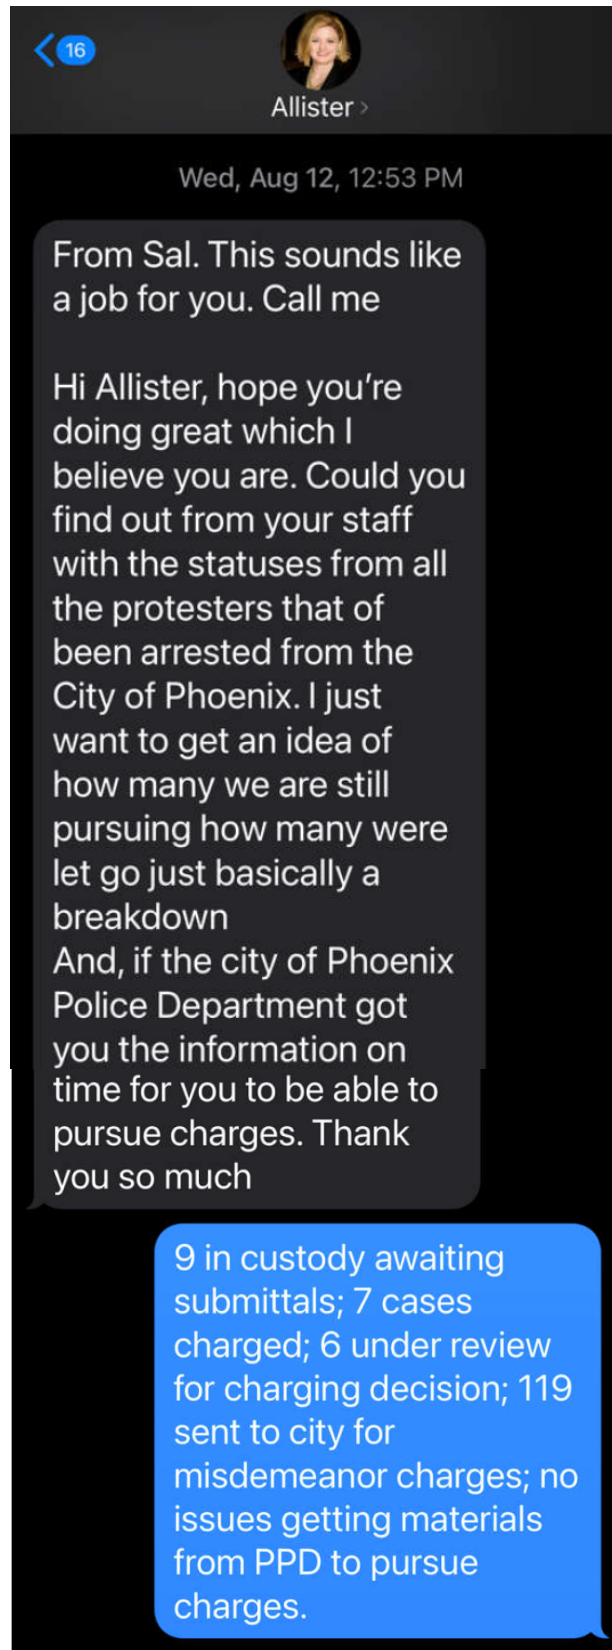 16
Allister >
Wed, Aug 12, 12:53 PM
From Sal. This sounds like
a job for you. Call me
Hi Allister, hope you're
doing great which I
believe you are. Could you
find out from your staff
with the statuses from all
the protesters that of
been arrested from the
City of Phoenix. I just
want to get an idea of
how many we are still
pursuing how many were
let go just basically a
breakdown
And, if the city of Phoenix
Police Department got
you the information on
time for you to be able to
pursue charges. Thank
you so much
9 in custody awaiting
submittals; 7 cases
charged; 6 under review
for charging decision; 119
sent to city for
misdemeanor charges; no
issues getting materials
from PPD to pursue
charges.